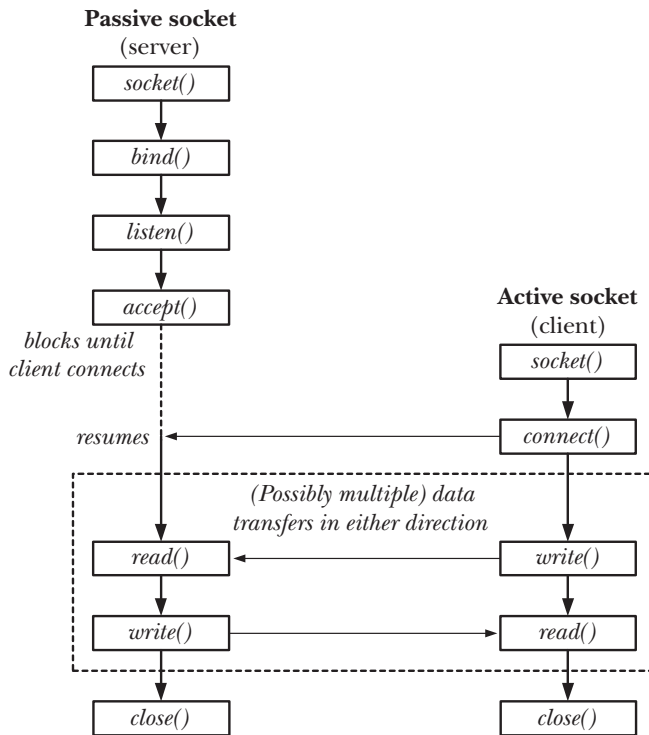 Passive socket
(server)
socket()
bind()
listen()
accept()
blocks until
client connects
Active socket
(client)
socket()
resumes
connect()
(Possibly multiple) data
transfers in either direction
read()
write()
write()
read()
close()
close()